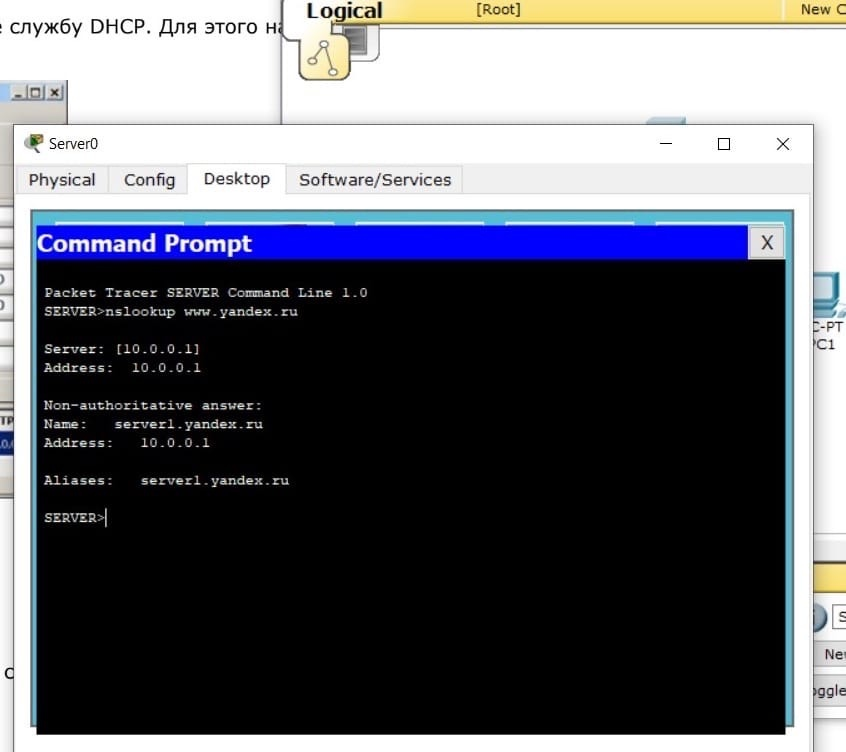 службу DHCP. Для этого
Logical
[Root]
New
Server0
Physical Config Desktop Software/Services
Command Prompt
X
Packet Tracer SERVER Command Line 1.0
SERVER>nslookup www.yandex.ru
Server: [10.0.0.1]
Address: 10.0.0.1
Non-authoritative answer:
Name: server1.yandex.ru
Address: 10.0.0.1
Aliases: server1.yandex.ru
SERVER>
C-PT
PC1